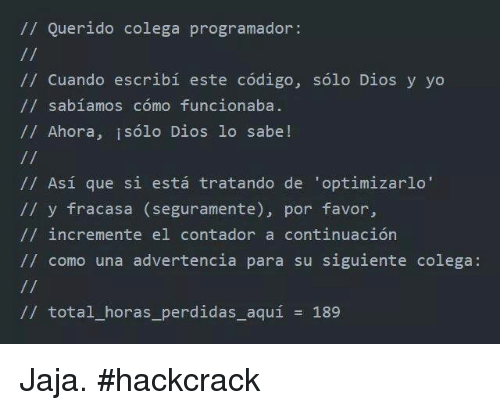 // Querido colega programador:
//
// Cuando escribí este código, sólo Dios y yo
// sabíamos cómo funcionaba.
// Ahora, ¡sólo Dios lo sabe!
//
// Así que si está tratando de 'optimizarlo'
// y fracasa (seguramente), por favor,
// incremente el contador a continuación
// como una advertencia para su siguiente colega:
//
// total_horas_perdidas_aquí = 189
Jaja. #hackcrack